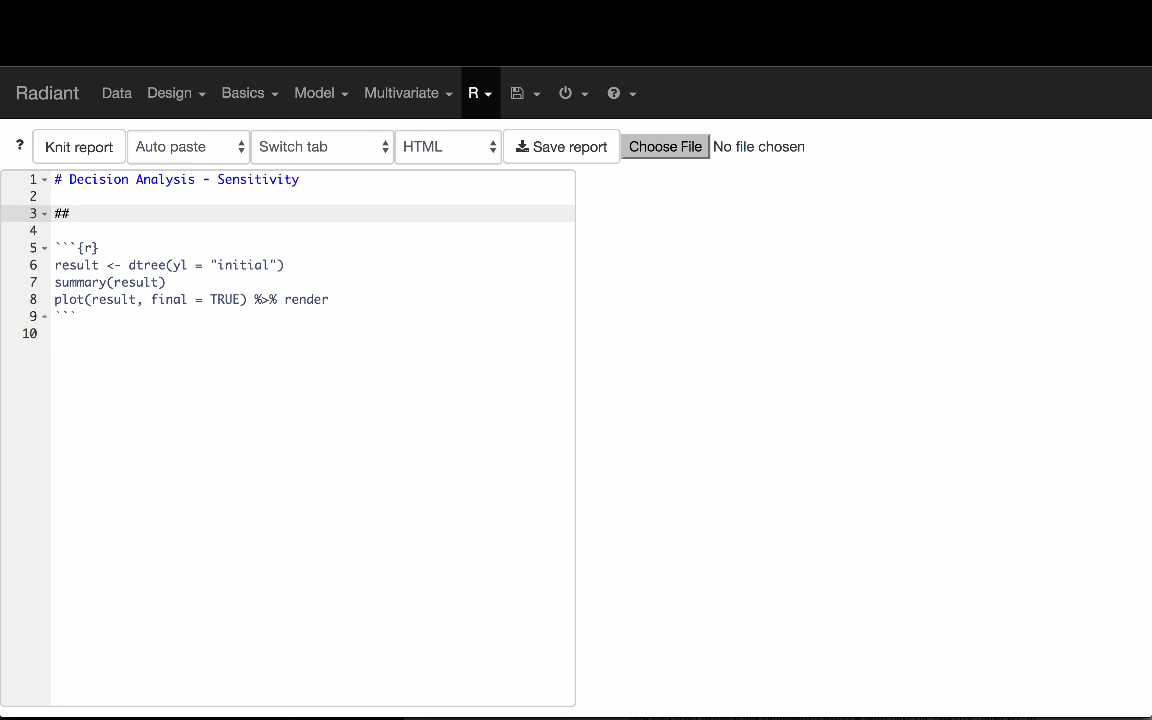 Radiant Data Design Basics Model Multivariate R
? Knit report Auto paste Switch tab HTML Save report Choose File No file chosen
1 # Decision Analysis - Sensitivity
2
3 ##
4
5 ```{r}
6 result <- dtree(yl = "initial")
7 summary(result)
8 plot(result, final = TRUE) %>% render
9 ```
10